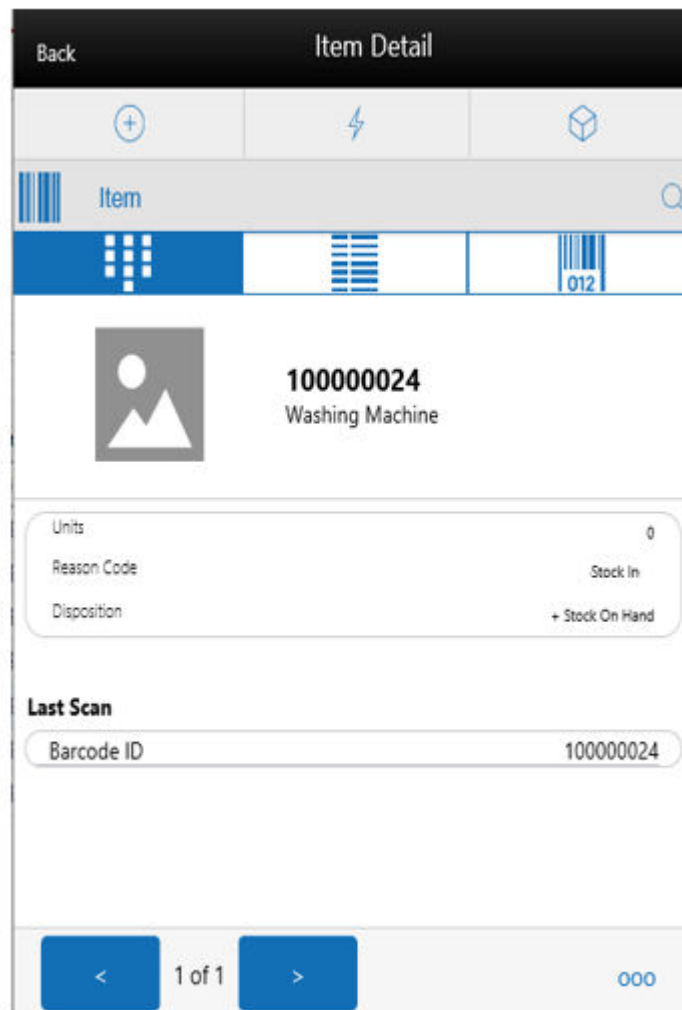 Back
Item Detail
Item
012
100000024
Washing Machine
Units 0
Reason Code Stock In
Disposition + Stock On Hand
Last Scan
Barcode ID 100000024
< 1 of 1 >
ooo